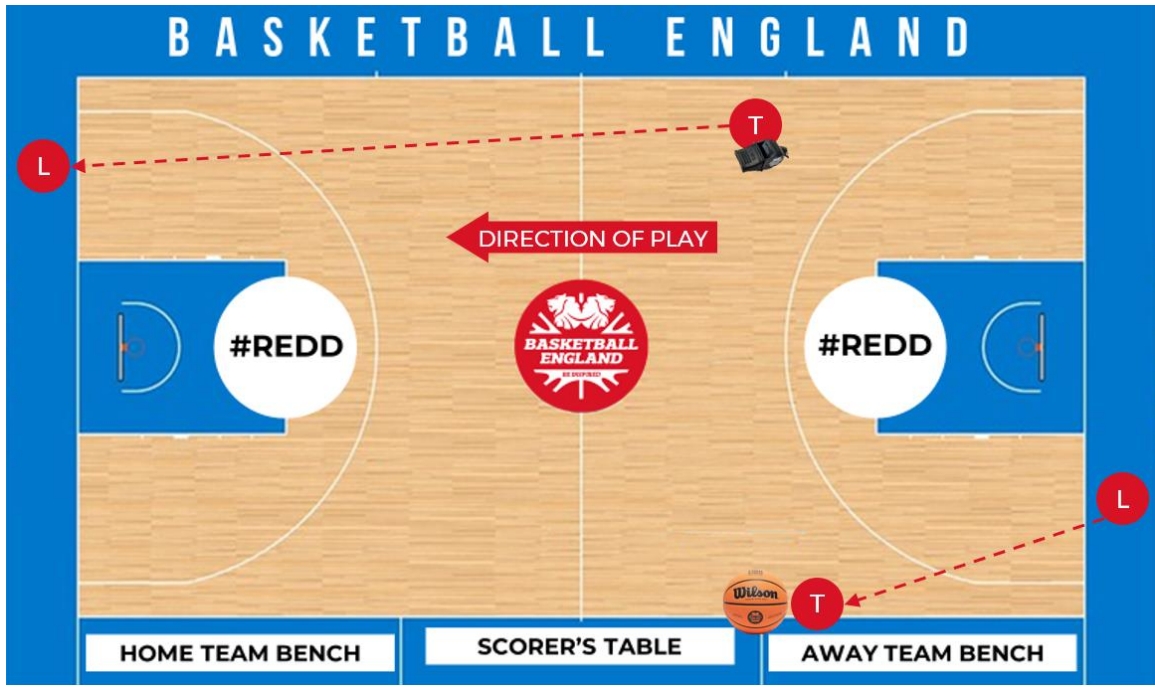 BASKETBALL ENGLAND
T
L
DIRECTION OF PLAY
#REDD
BASKETBALL
ENGLAND
#REDD
L
Wilson
T
HOME TEAM BENCH
SCORER'S TABLE
AWAY TEAM BENCH